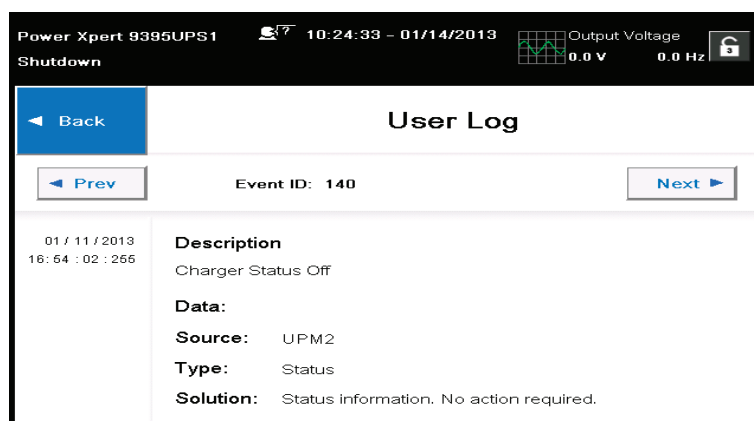 Power Xpert 9395UPS1
? 10:24:33 - 01/14/2013
Output Voltage
Shutdown
0.0 V 0.0 Hz
3
◄ Back
User Log
◄ Prev
Event ID: 140
Next ►
01 / 11 / 2013
16: 54 : 02 : 255
Description
Charger Status Off
Data:
Source: UPM2
Type: Status
Solution: Status information. No action required.